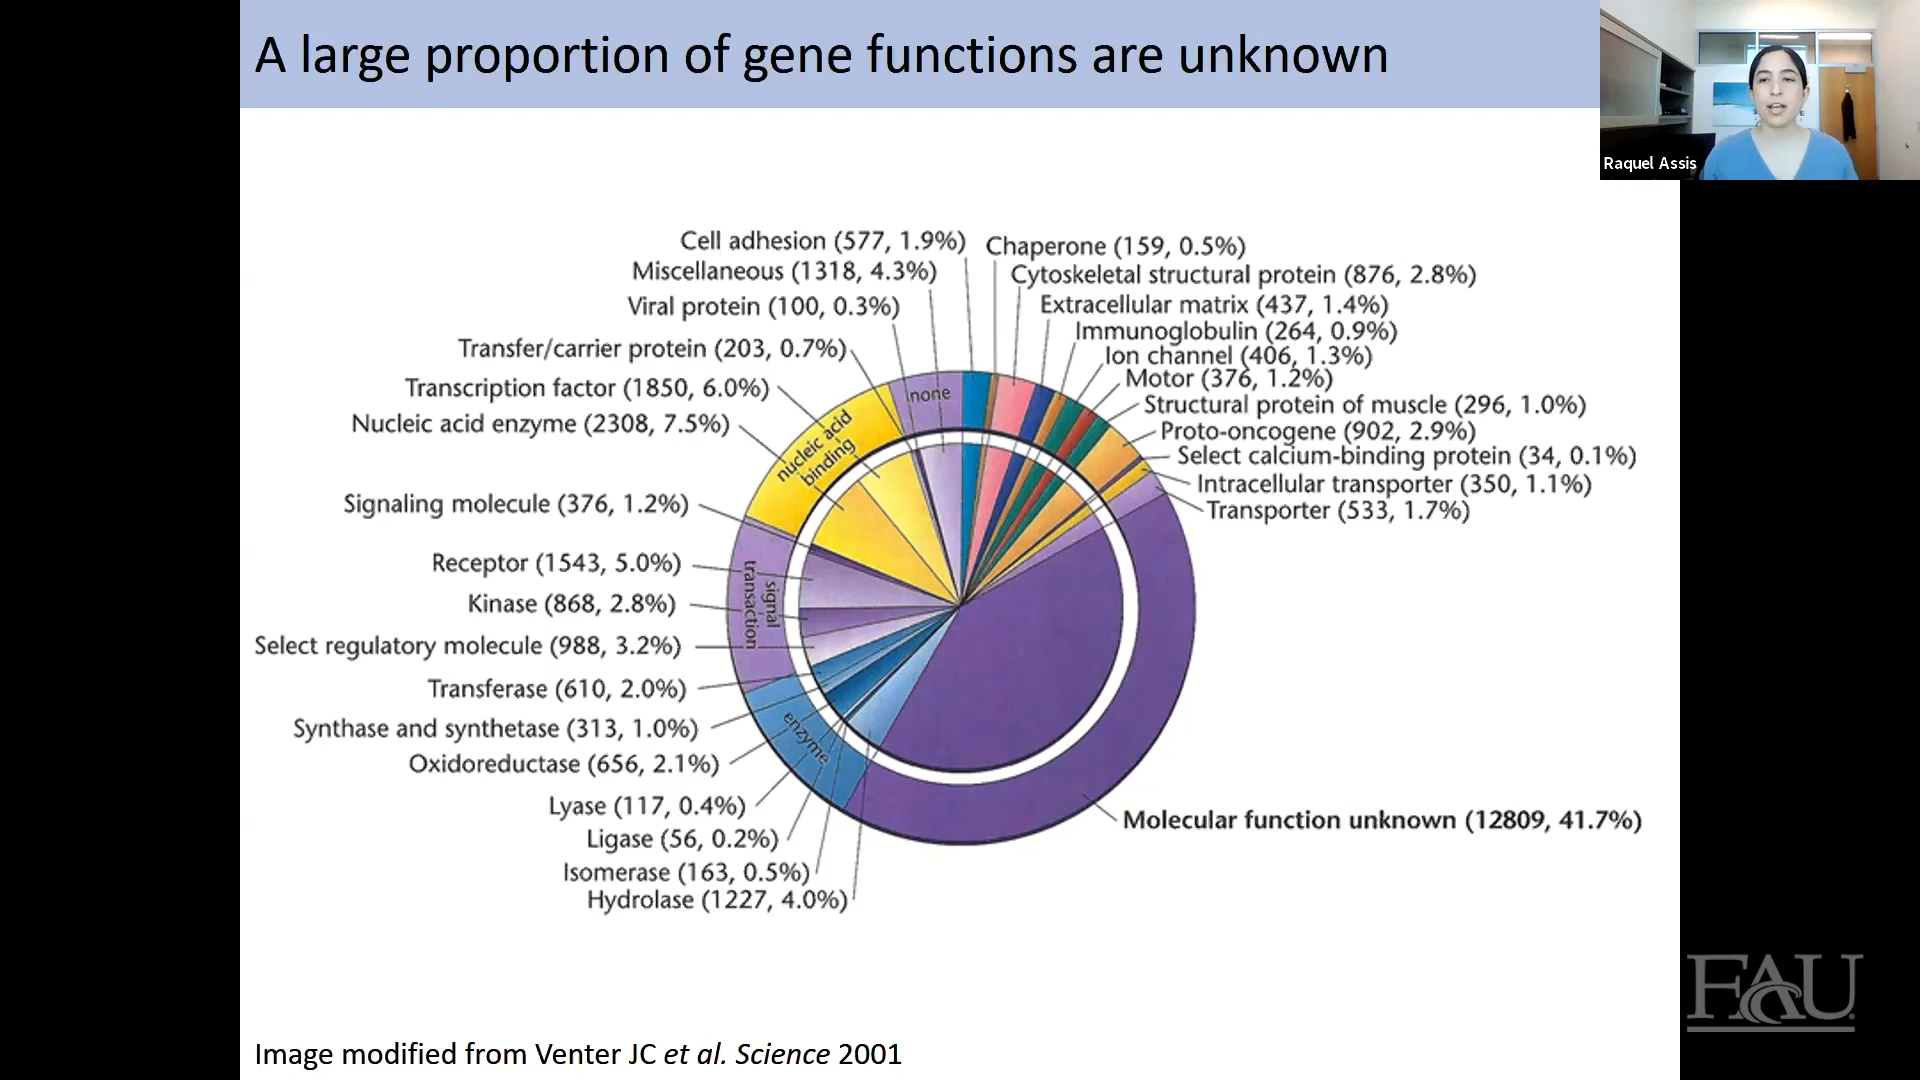 A large proportion of gene functions are unknown
Raquel Assis
Cell adhesion (577, 1.9%)
Chaperone (159, 0.5%)
Miscellaneous (1318, 4.3%)
Cytoskeletal structural protein (876, 2.8%)
Viral protein (100, 0.3%)
Extracellular matrix (437, 1.4%)
Immunoglobulin (264, 0.9%)
Transfer/carrier protein (203, 0.7%)
Ion channel (406, 1.3%)
Transcription factor (1850, 6.0%)
Motor (376, 1.2%)
none
Structural protein of muscle (296, 1.0%)
Nucleic acid enzyme (2308, 7.5%)
Proto-oncogene (902, 2.9%)
nucleic acid
binding
Select calcium-binding protein (34, 0.1%)
Intracellular transporter (350, 1.1%)
Signaling molecule (376, 1.2%)
Transporter (533, 1.7%)
Receptor (1543, 5.0%)
signal
transaction
Kinase (868, 2.8%)
Select regulatory molecule (988, 3.2%)
Transferase (610, 2.0%)
Synthase and synthetase (313, 1.0%)
enzyme
Oxidoreductase (656, 2.1%)
Lyase (117, 0.4%)
Molecular function unknown (12809, 41.7%)
Ligase (56, 0.2%)
Isomerase (163, 0.5%)
Hydrolase (1227, 4.0%)
FAU
Image modified from Venter JC et al. Science 2001